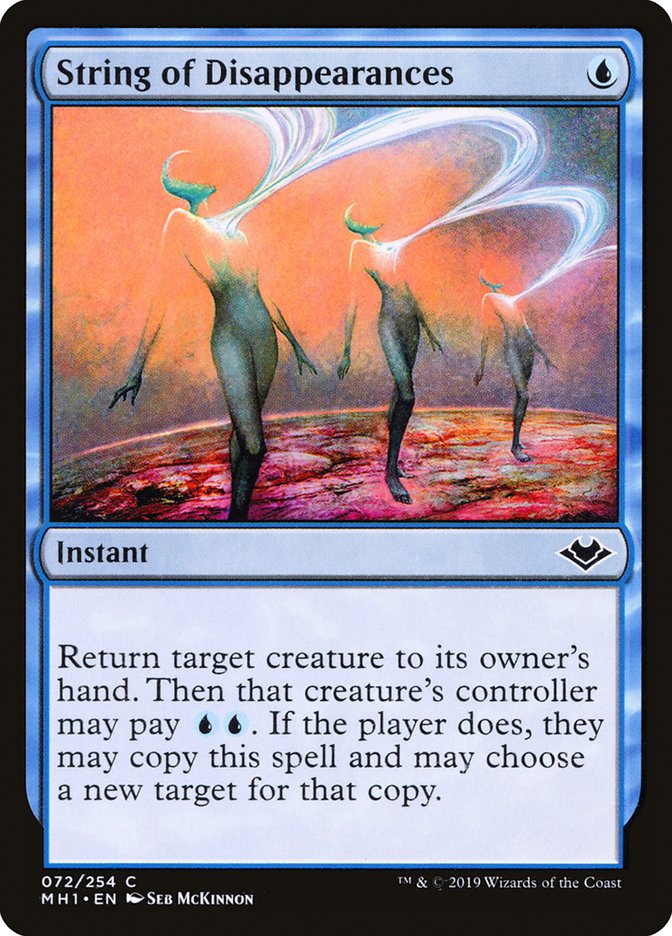 String of Disappearances
Instant
Return target creature to its owner's
hand. Then that creature's controller
may pay . If the player does, they
may copy this spell and may choose
a new target for that copy.
072/254 C
MH1 • EN Seb McKinnon
™ & © 2019 Wizards of the Coast